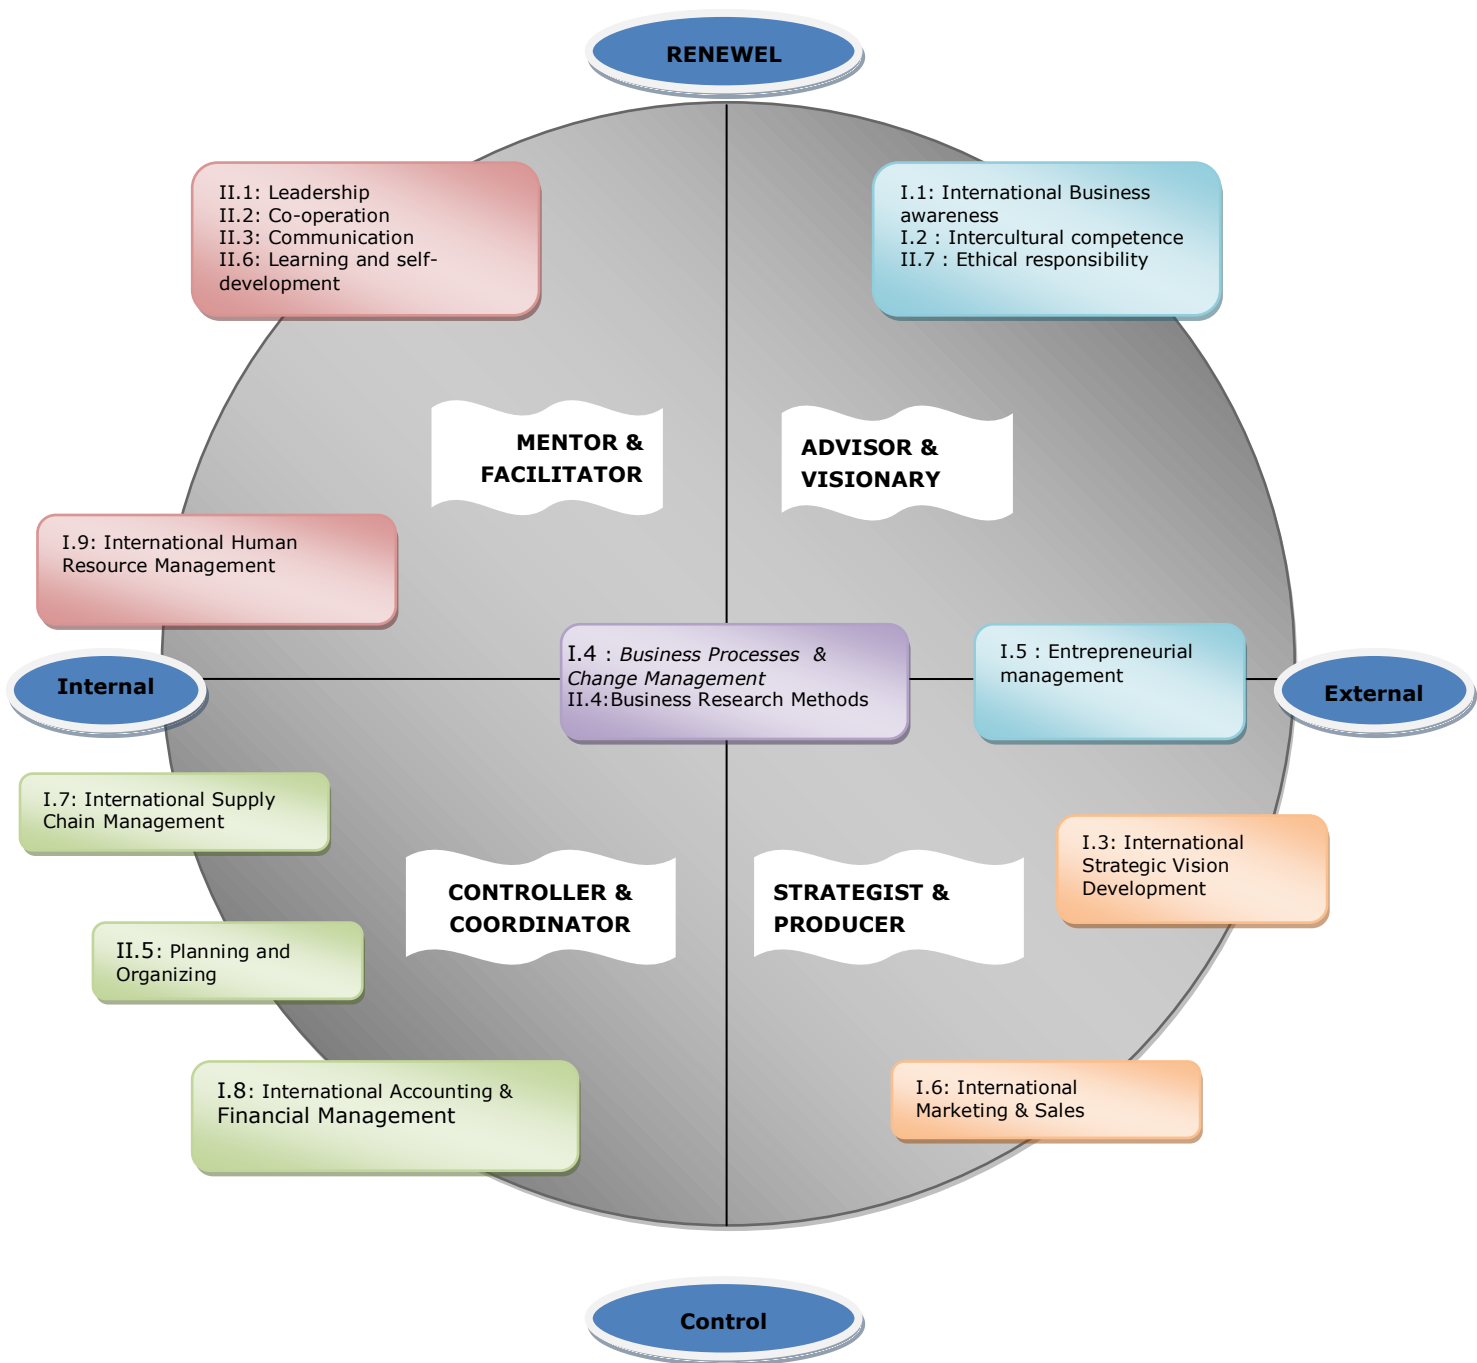 RENEWEL
II.1: Leadership
II.2: Co-operation
II.3: Communication
II.6: Learning and self-
development
I.1: International Business
awareness
I.2 : Intercultural competence
II.7 : Ethical responsibility
MENTOR &
FACILITATOR
ADVISOR &
VISIONARY
I.9: International Human
Resource Management
I.4 : Business Processes  &
Change Management
II.4:Business Research Methods
I.5 : Entrepreneurial
management
Internal
External
I.7: International Supply
Chain Management
I.3: International
Strategic Vision
Development
CONTROLLER &
COORDINATOR
STRATEGIST &
PRODUCER
II.5: Planning and
Organizing
I.8: International Accounting &
Financial Management
I.6: International
Marketing & Sales
Control